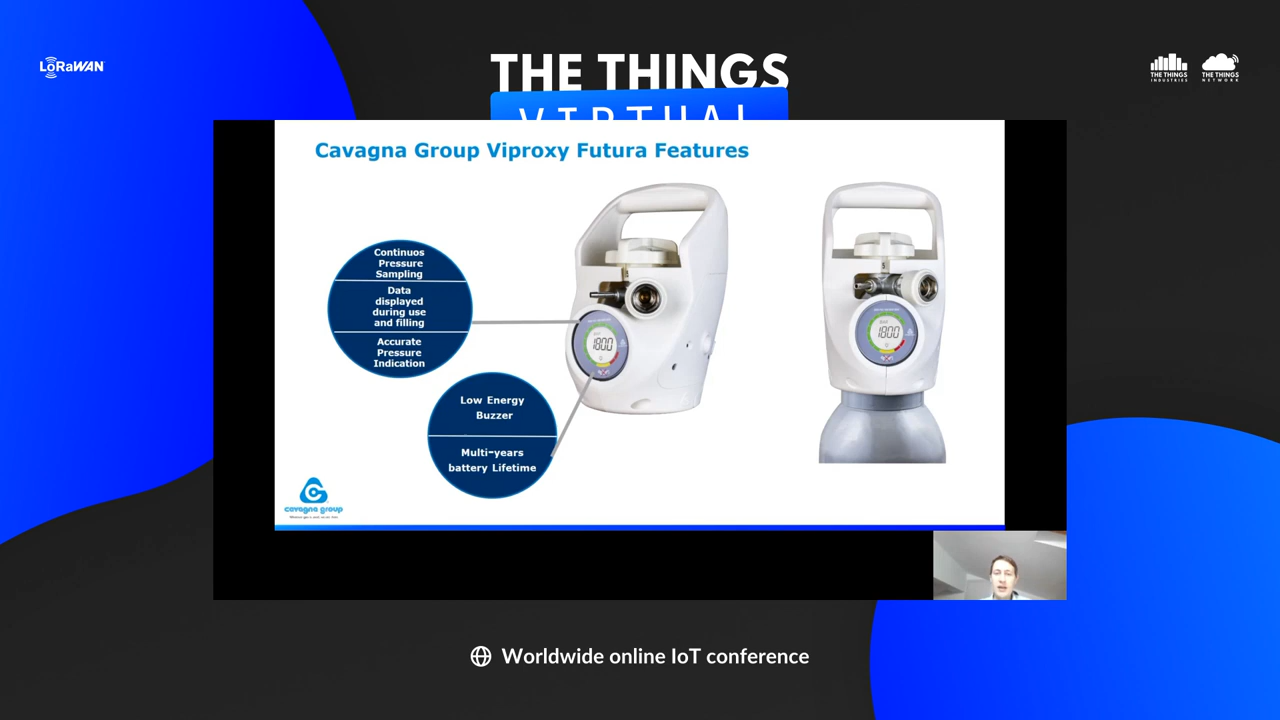 LoRaWAN
THE THINGS
VIRTUAL
THE THINGS
INDUSTRIES
THE THINGS
NETWORK
Cavagna Group Viproxy Futura Features
Continuos
Pressure
Sampling
Data
displayed
during use
and filling
Accurate
Pressure
Indication
Low Energy
Buzzer
Multi-years
battery Lifetime
1800
1800
cavagna group
Worldwide online IoT conference